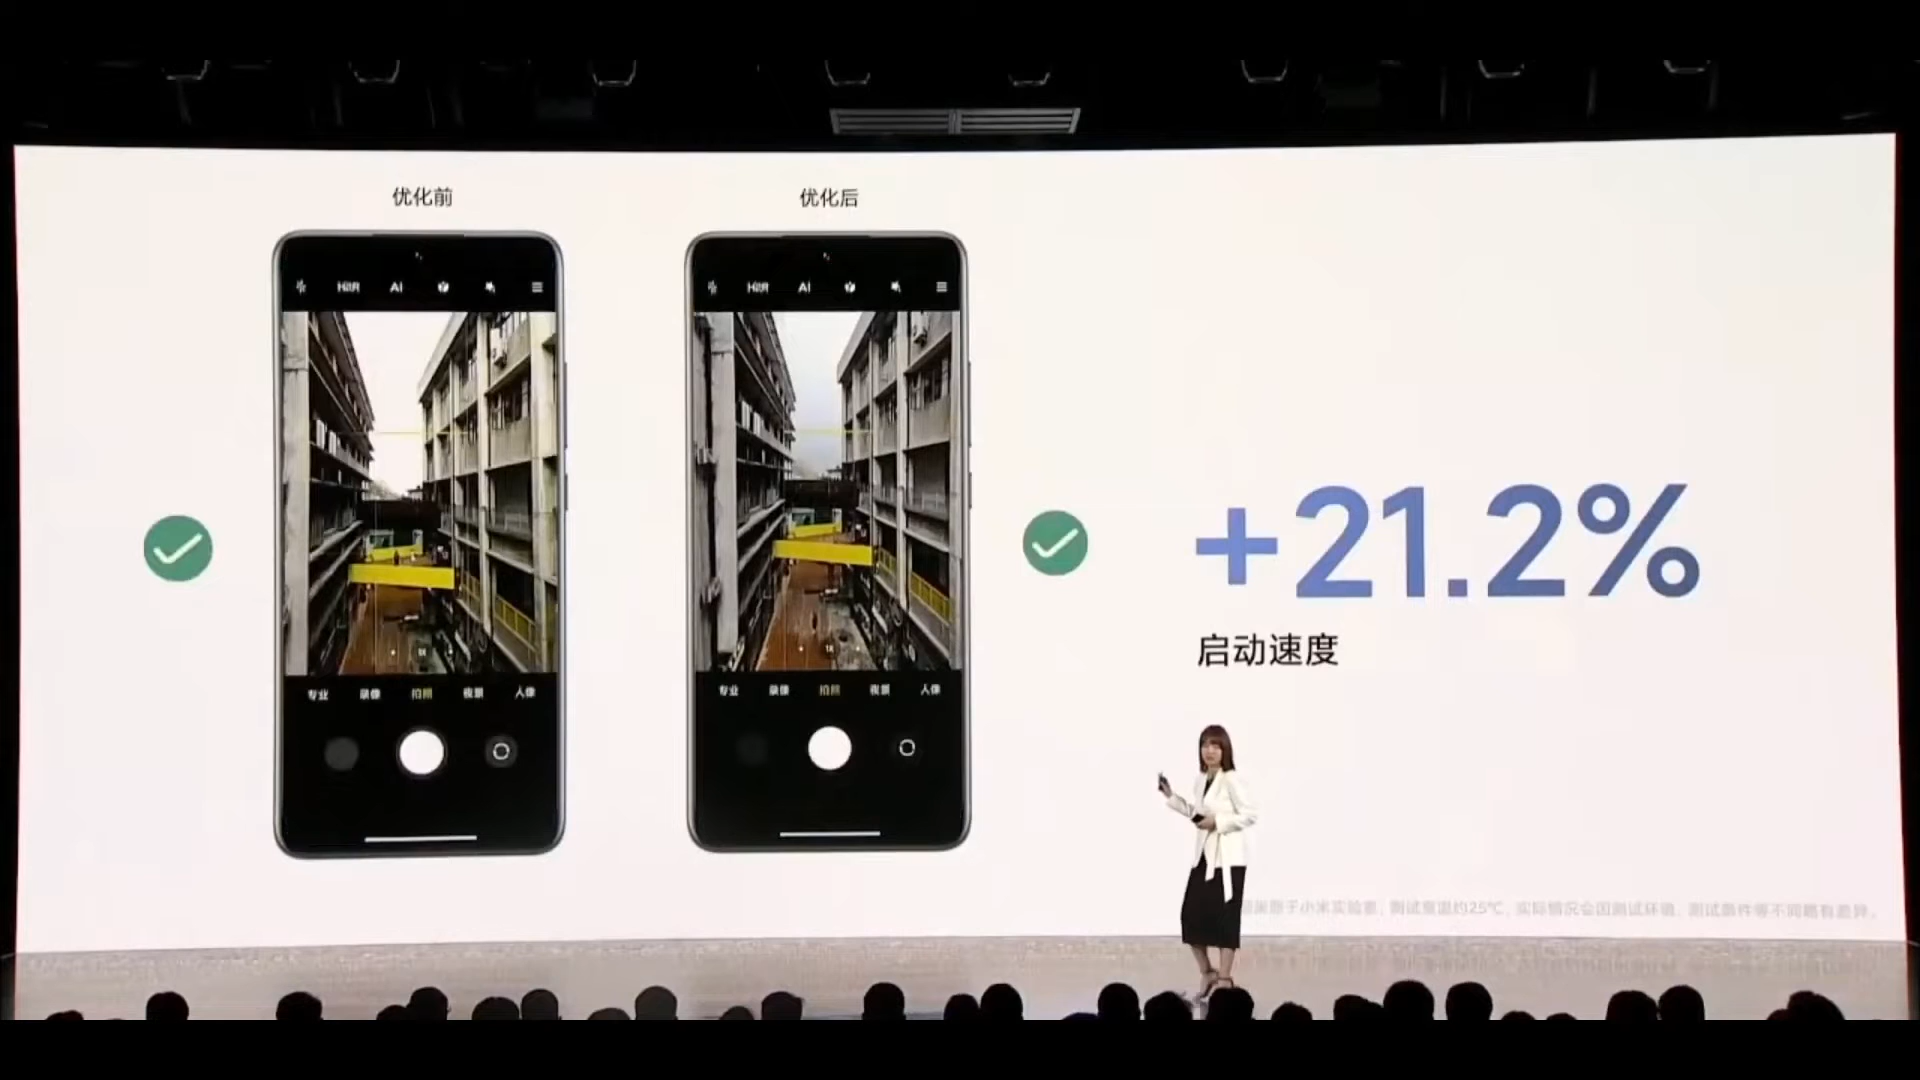 优化前
优化后
HDR AI
HDR AI
+21.2%
启动速度
1X
1X
专业 录像 拍照 夜景 人像
专业 录像 拍照 夜景 人像
于小米实验室，测试室温约25℃，实际情况会因测试环境、测试条件等不同略有差异。